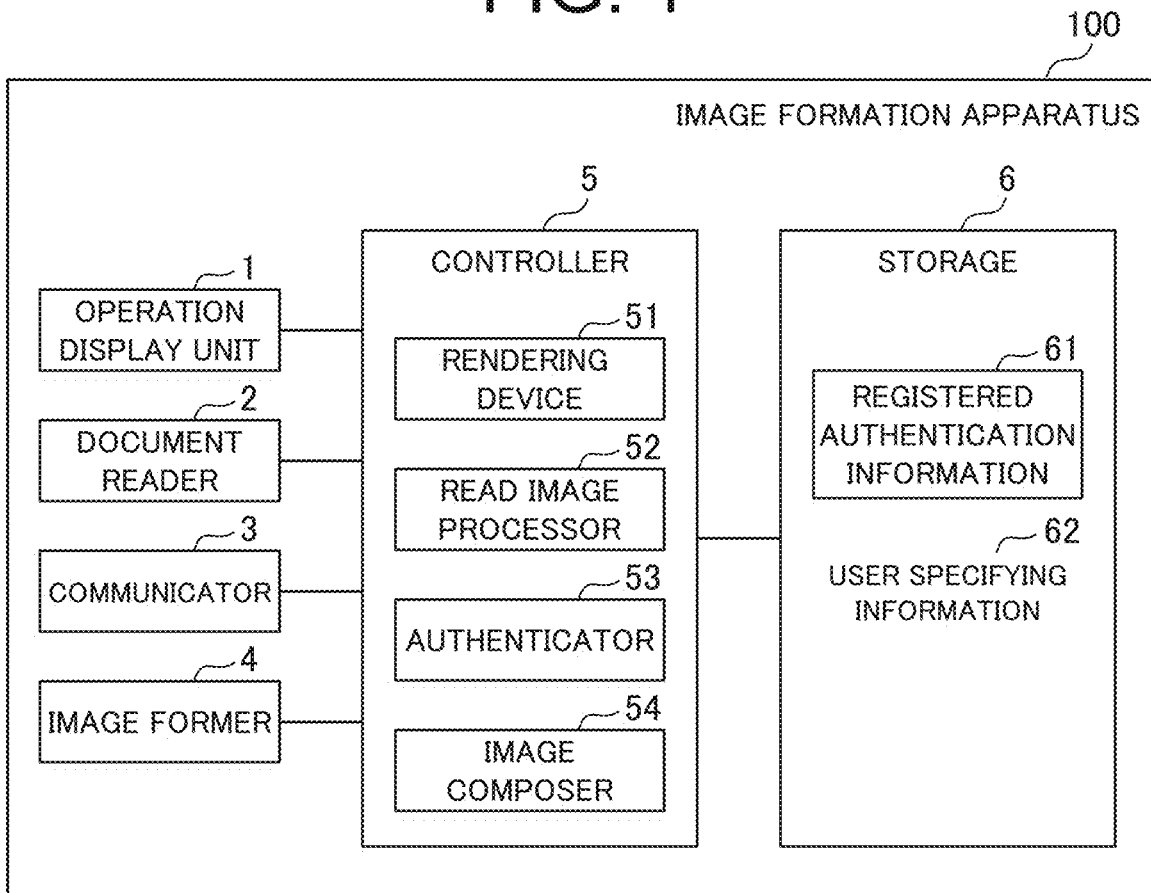 FIG.
100
IMAGE FORMATION APPARATUS
1
OPERATION
DISPLAY UNIT
2
DOCUMENT
READER
3
COMMUNICATOR
4
IMAGE FORMER
5
CONTROLLER
51
RENDERING
DEVICE
52
READ IMAGE
PROCESSOR
53
AUTHENTICATOR
54
IMAGE
COMPOSER
6
STORAGE
61
REGISTERED
AUTHENTICATION
INFORMATION
62
USER SPECIFYING
INFORMATION